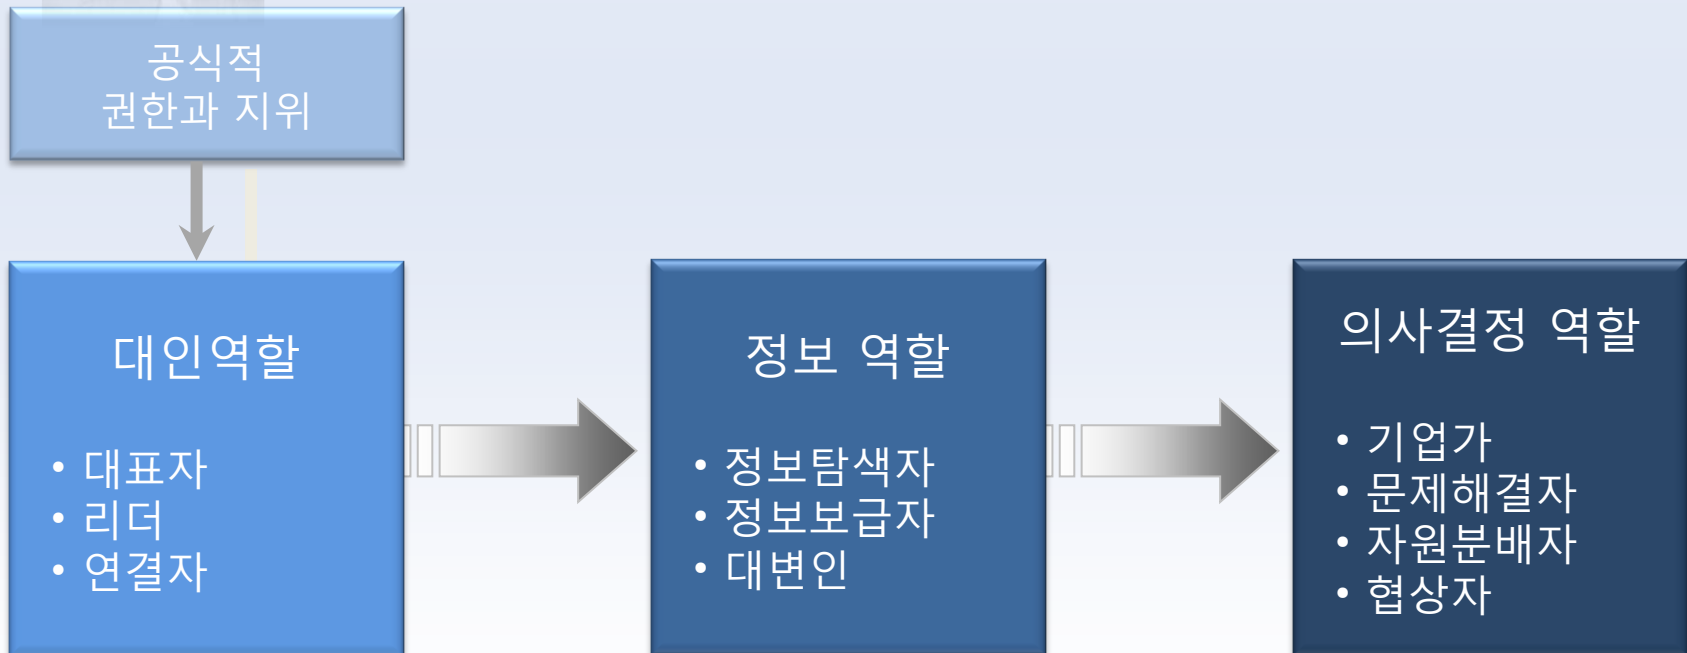 공식적
권한과 지위
대인역할
• 대표자
• 리더
• 연결자
정보 역할
• 정보탐색자
• 정보보급자
• 대변인
의사결정 역할
• 기업가
• 문제해결자
• 자원분배자
• 협상자